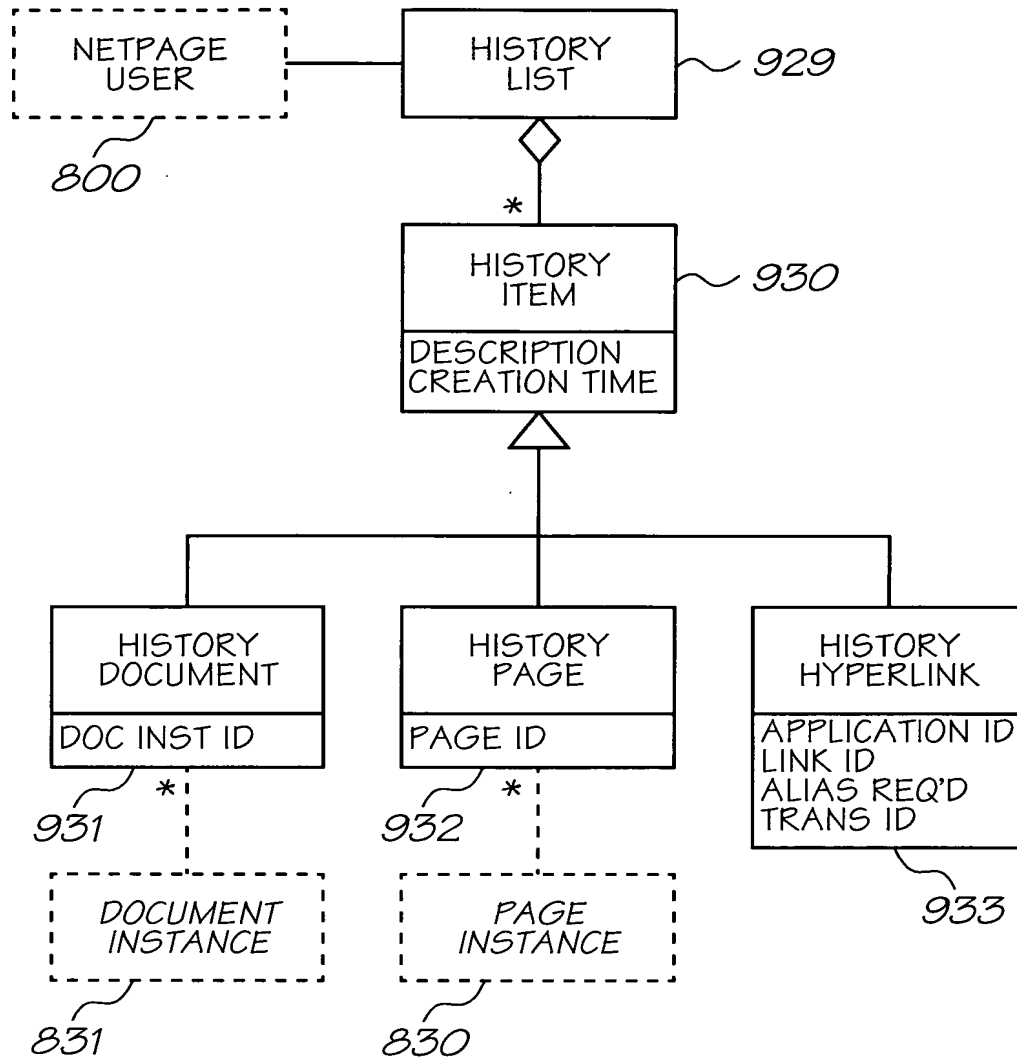 NETPAGE
USER
800
HISTORY
LIST
929
*
HISTORY
ITEM
930
DESCRIPTION
CREATION TIME
HISTORY
DOCUMENT
DOC INST ID
931
*
HISTORY
PAGE
PAGE ID
932
*
HISTORY
HYPERLINK
APPLICATION ID
LINK ID
ALIAS REQ'D
TRANS ID
933
DOCUMENT
INSTANCE
831
PAGE
INSTANCE
830